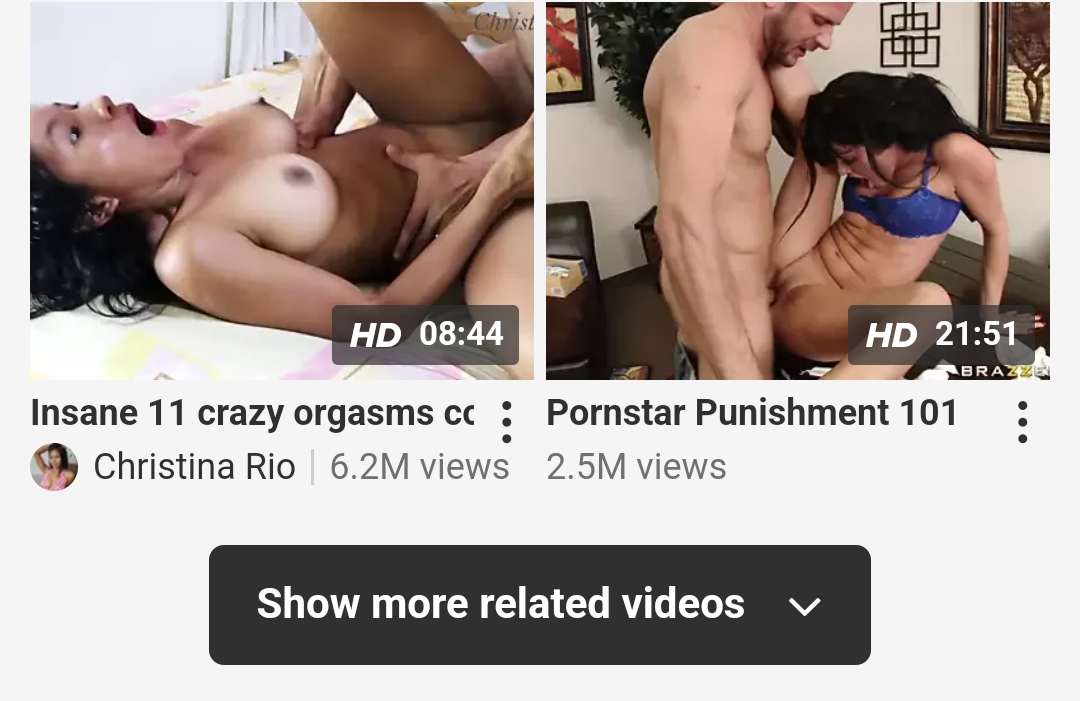 Christ
HD 08:44
HD 21:51
BRAZZE
Insane 11 crazy orgasms cc
Pornstar Punishment 101
Christina Rio | 6.2M views
2.5M views
Show more related videos